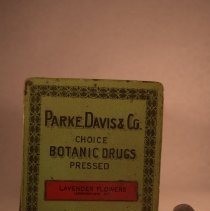 PARKE, DAVIS & CO.
CHOICE
BOTANIC DRUGS
PRESSED
LAVENDER FLOWERS